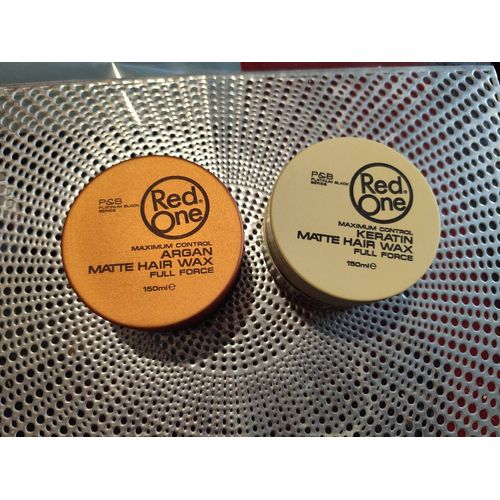 P&B
PLATINUM BLACK
SERIES
Red
One
MAXIMUM CONTROL
ARGAN
MATTE HAIR WAX
FULL FORCE
150ml℮
P&B
PLATINUM BLACK
SERIES
Red
One
MAXIMUM CONTROL
KERATIN
MATTE HAIR WAX
FULL FORCE
150ml℮